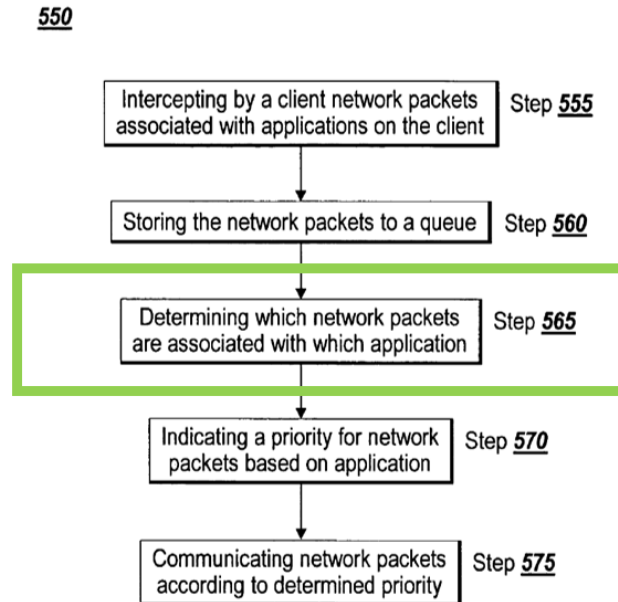 550
Intercepting by a client network packets
associated with applications on the client
Step 555
Storing the network packets to a queue
Step 560
Determining which network packets
are associated with which application
Step 565
Indicating a priority for network
packets based on application
Step 570
Communicating network packets
according to determined priority
Step 575